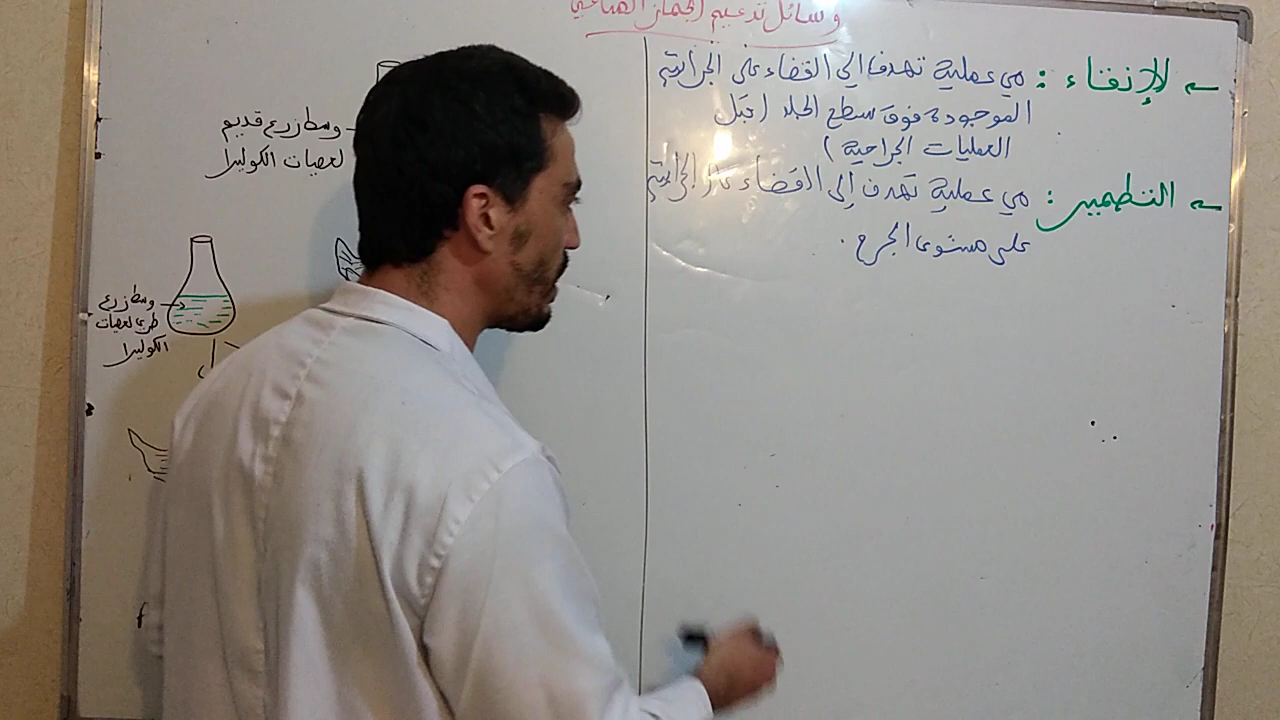 وسائل تدعيم الجهاز المناعي
← الإنقاء : هي عملية تهدف إلى القضاء على الجراثيم
الموجودة فوق سطح الجلد (قبل
العمليات الجراحية)
← التطهير : هي عملية تهدف إلى القضاء على الجراثيم
على مستوى الجرح .
وسط زرع قديم
لعصيات الكوليرا
وسط زرع
طري لعصيات
الكوليرا